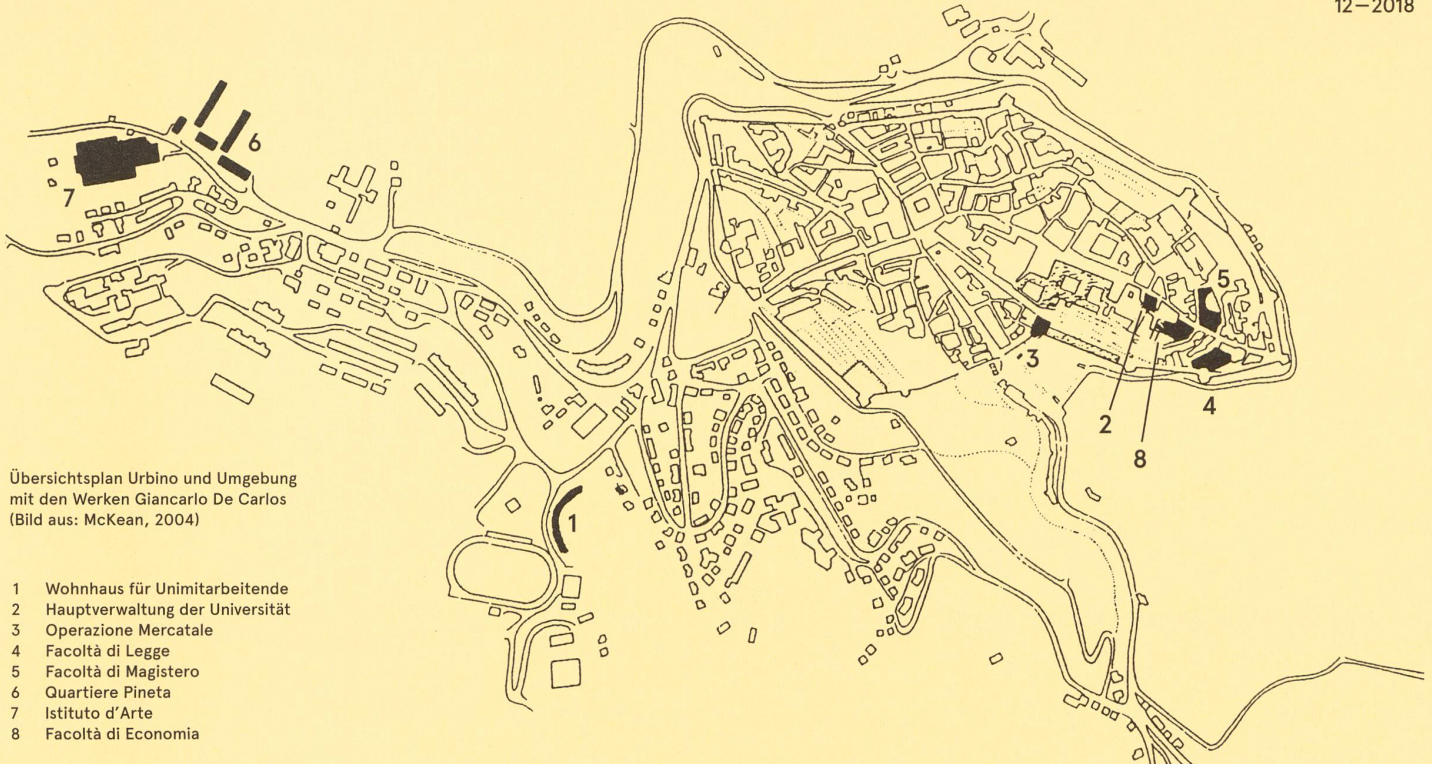 12—2018
6
7
5
3
2
4
8
1
Übersichtsplan Urbino und Umgebung
mit den Werken Giancarlo De Carlos
(Bild aus: McKean, 2004)
1 Wohnhaus für Unimitarbeitende
2 Hauptverwaltung der Universität
3 Operazione Mercatale
4 Facoltà di Legge
5 Facoltà di Magistero
6 Quartiere Pineta
7 Istituto d’Arte
8 Facoltà di Economia